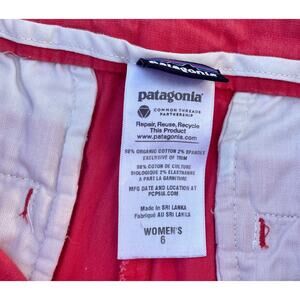 patagonia
patagonia®
COMMON THREADS
PARTNERSHIP
Repair, Reuse, Recycle
This Product
www.patagonia.com
98% ORGANIC COTTON 2% SPANDEX
EXCLUSIVE OF TRIM
98% COTON DE CULTURE
BIOLOGIQUE 2% ELASTHANNE
À PART LA GARNITURE
MFG DATE AND LOCATION AT
PCPSIA.COM
Made in SRI LANKA
Fabriqué AU SRI LANKA
WOMEN'S
6